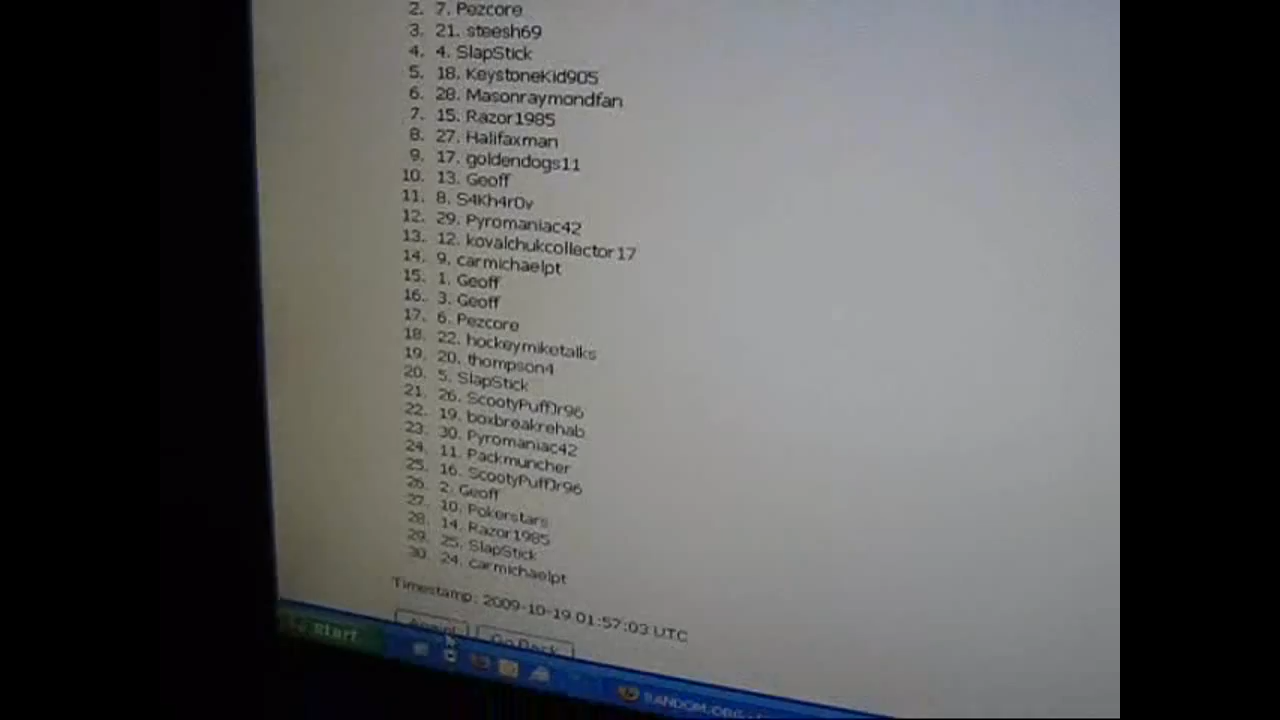 2. 7. Pezcore
3. 21. steesh69
4. 4. SlapStick
5. 18. KeystoneKid905
6. 28. Masonraymondfan
7. 15. Razor1985
8. 27. Halifaxman
9. 17. goldendogs11
10. 13. Geoff
11. 8. S4Kh4r0v
12. 29. Pyromaniac42
13. 12. kovalchukcollector17
14. 9. carmichaelpt
15. 1. Geoff
16. 3. Geoff
17. 6. Pezcore
18. 22. hockeymiketalks
19. 20. thompson4
20. 5. SlapStick
21. 26. ScootyPuffJr96
22. 19. boxbreakrehab
23. 30. Pyromaniac42
24. 11. Packmuncher
25. 16. ScootyPuffJr96
26. 2. Geoff
27. 10. Pokerstars
28. 14. Razor1985
29. 25. SlapStick
30. 24. carmichaelpt
Timestamp: 2009-10-19 01:57:03 UTC
Again! Go Back
start
RANDOM.ORG